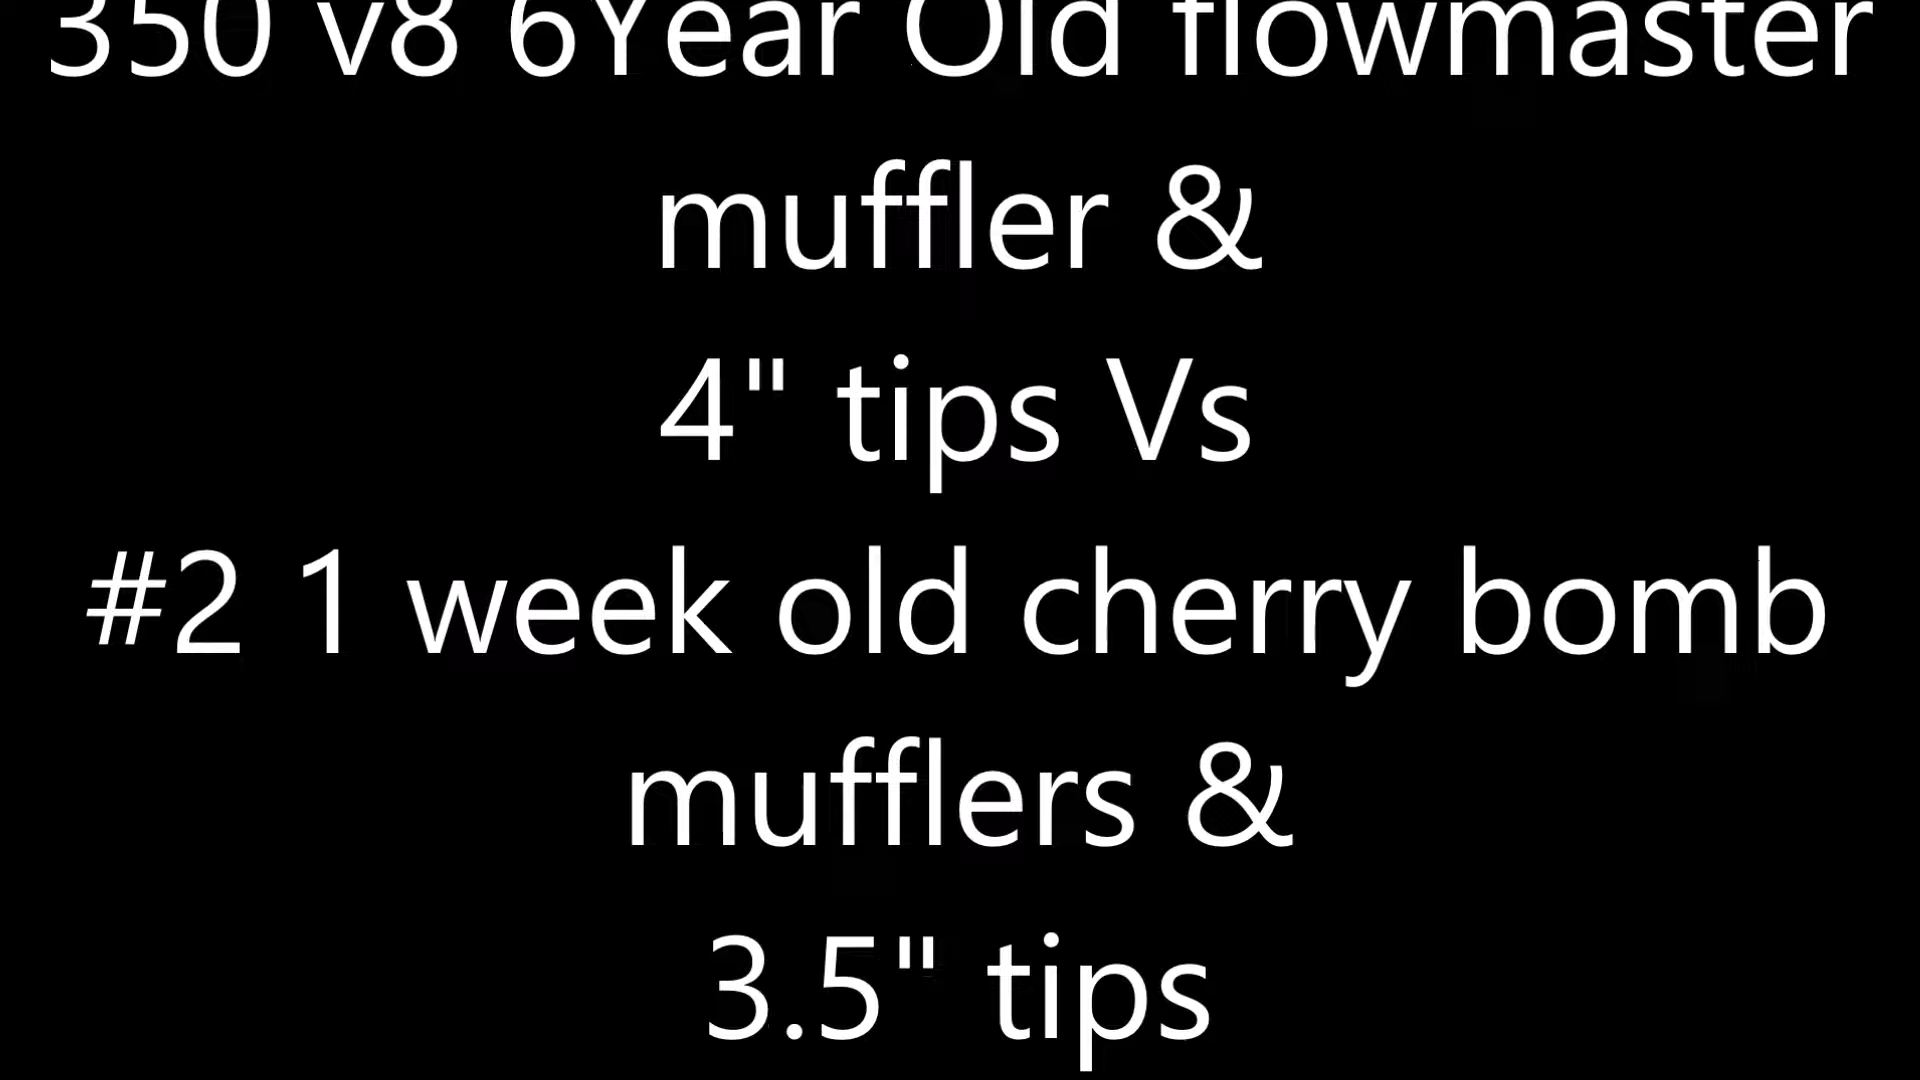 350 v8 6Year Old flowmaster
muffler &
4" tips Vs
#2 1 week old cherry bomb
mufflers &
3.5" tips